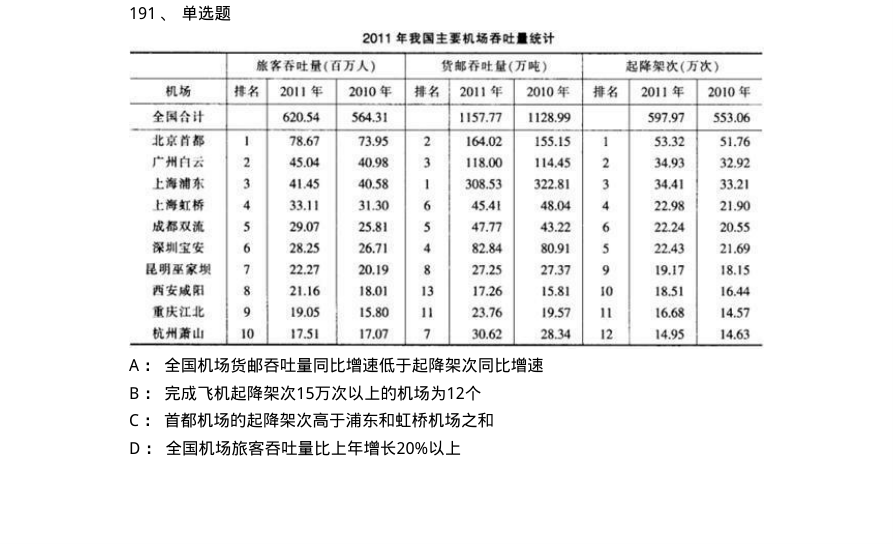 191 、 单选题
2011 年我国主要机场吞吐量统计
旅客吞吐量(百万人) 货邮吞吐量(万吨) 起降架次(万次)
机场 排名 2011 年 2010 年 排名 2011 年 2010 年 排名 2011 年 2010 年
全国合计 620.54 564.31 1157.77 1128.99 597.97 553.06
北京首都 1 78.67 73.95 2 164.02 155.15 1 53.32 51.76
广州白云 2 45.04 40.98 3 118.00 114.45 2 34.93 32.92
上海浦东 3 41.45 40.58 1 308.53 322.81 3 34.41 33.21
上海虹桥 4 33.11 31.30 6 45.41 48.04 4 22.98 21.90
成都双流 5 29.07 25.81 5 47.77 43.22 6 22.24 20.55
深圳宝安 6 28.25 26.71 4 82.84 80.91 5 22.43 21.69
昆明巫家坝 7 22.27 20.19 8 27.25 27.37 9 19.17 18.15
西安咸阳 8 21.16 18.01 13 17.26 15.81 10 18.51 16.44
重庆江北 9 19.05 15.80 11 23.76 19.57 11 16.68 14.57
杭州萧山 10 17.51 17.07 7 30.62 28.34 12 14.95 14.63
A： 全国机场货邮吞吐量同比增速低于起降架次同比增速
B： 完成飞机起降架次15万次以上的机场为12个
C： 首都机场的起降架次高于浦东和虹桥机场之和
D： 全国机场旅客吞吐量比上年增长20%以上